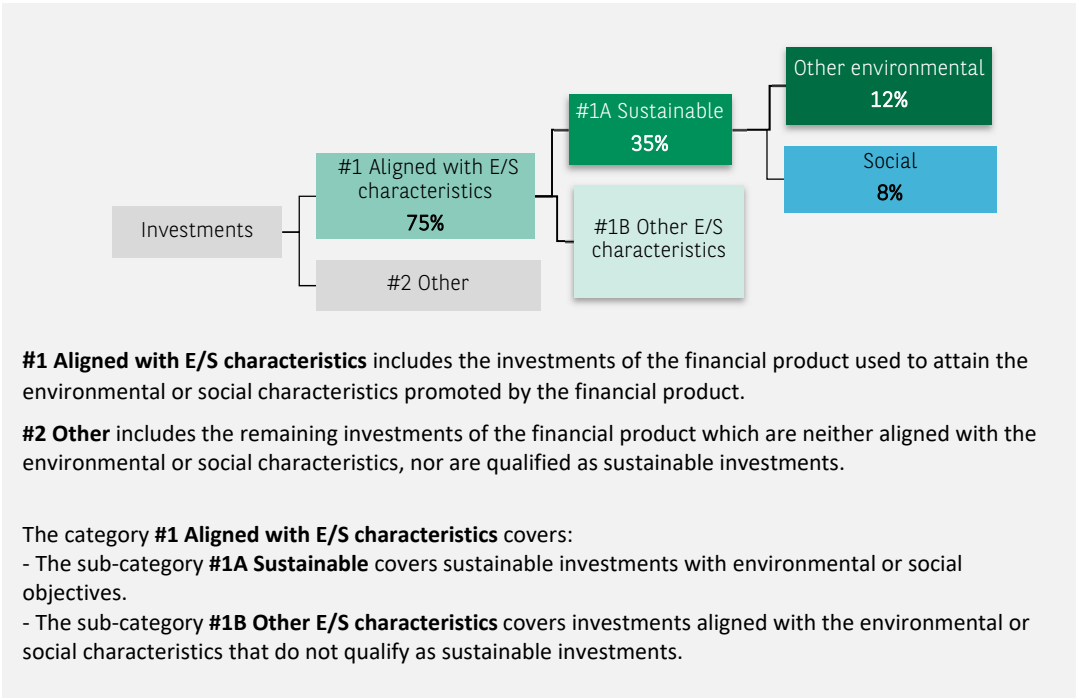 Other environmental
12%
#1A Sustainable
35%
Social
8%
#1 Aligned with E/S
characteristics
75%
#1B Other E/S
characteristics
Investments
#2 Other
#1 Aligned with E/S characteristics includes the investments of the financial product used to attain the
environmental or social characteristics promoted by the financial product.
#2 Other includes the remaining investments of the financial product which are neither aligned with the
environmental or social characteristics, nor are qualified as sustainable investments.
The category #1 Aligned with E/S characteristics covers:
- The sub-category #1A Sustainable covers sustainable investments with environmental or social
objectives.
- The sub-category #1B Other E/S characteristics covers investments aligned with the environmental or
social characteristics that do not qualify as sustainable investments.